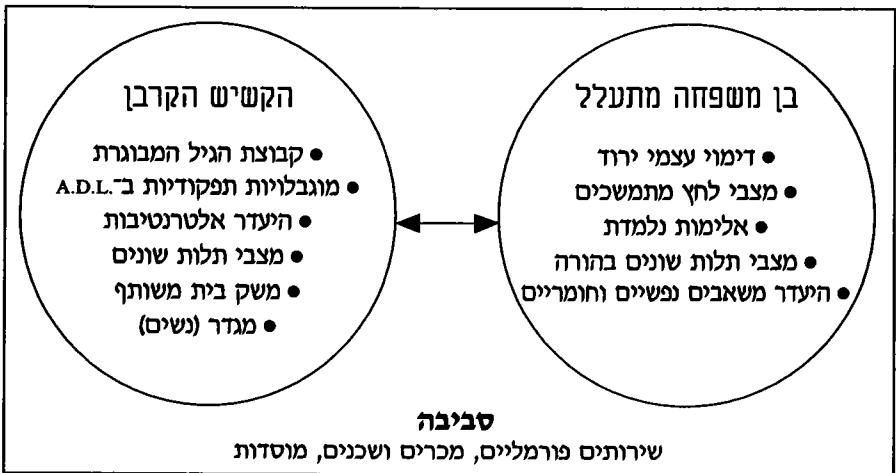 בן משפחה מתעלל
• דימוי עצמי ירוד
• מצבי לחץ מתמשכים
• אלימות נלמדת
• מצבי תלות שונים בהורה
• היעדר משאבים נפשיים וחומריים
הקשיש הקרבן
• קבוצת הגיל המבוגרת
• מוגבלויות תפקודיות ב־A.D.L.
• היעדר אלטרנטיבות
• מצבי תלות שונים
• משק בית משותף
• מגדר (נשים)
סביבה
שירותים פורמליים, מכרים ושכנים, מוסדות